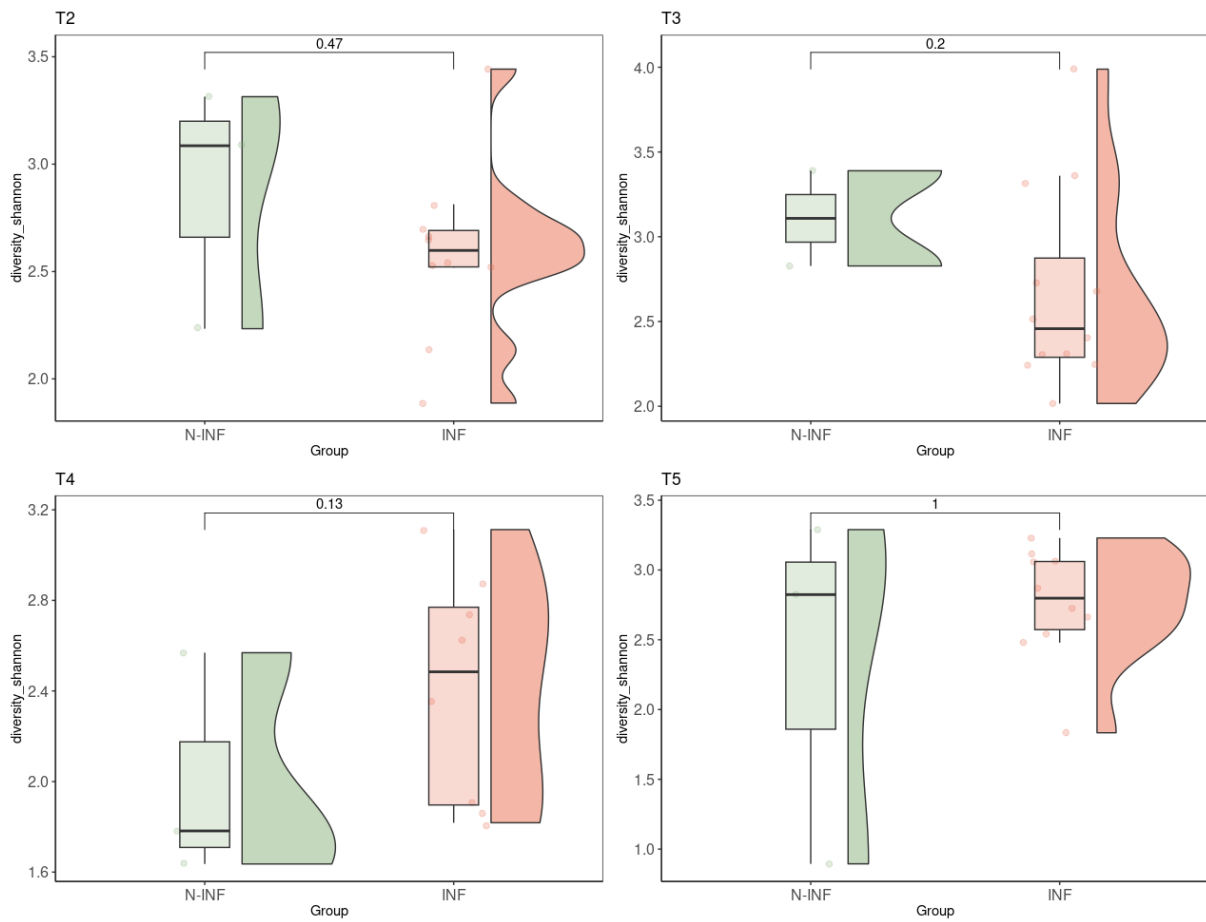 T2
0.47
3.5
3.0
2.5
2.0
diversity_shannon
N-INF
INF
Group
T3
0.2
4.0
3.5
3.0
2.5
2.0
diversity_shannon
N-INF
INF
Group
T4
0.13
3.2
2.8
2.4
2.0
1.6
diversity_shannon
N-INF
INF
Group
T5
1
3.5
3.0
2.5
2.0
1.5
1.0
diversity_shannon
N-INF
INF
Group